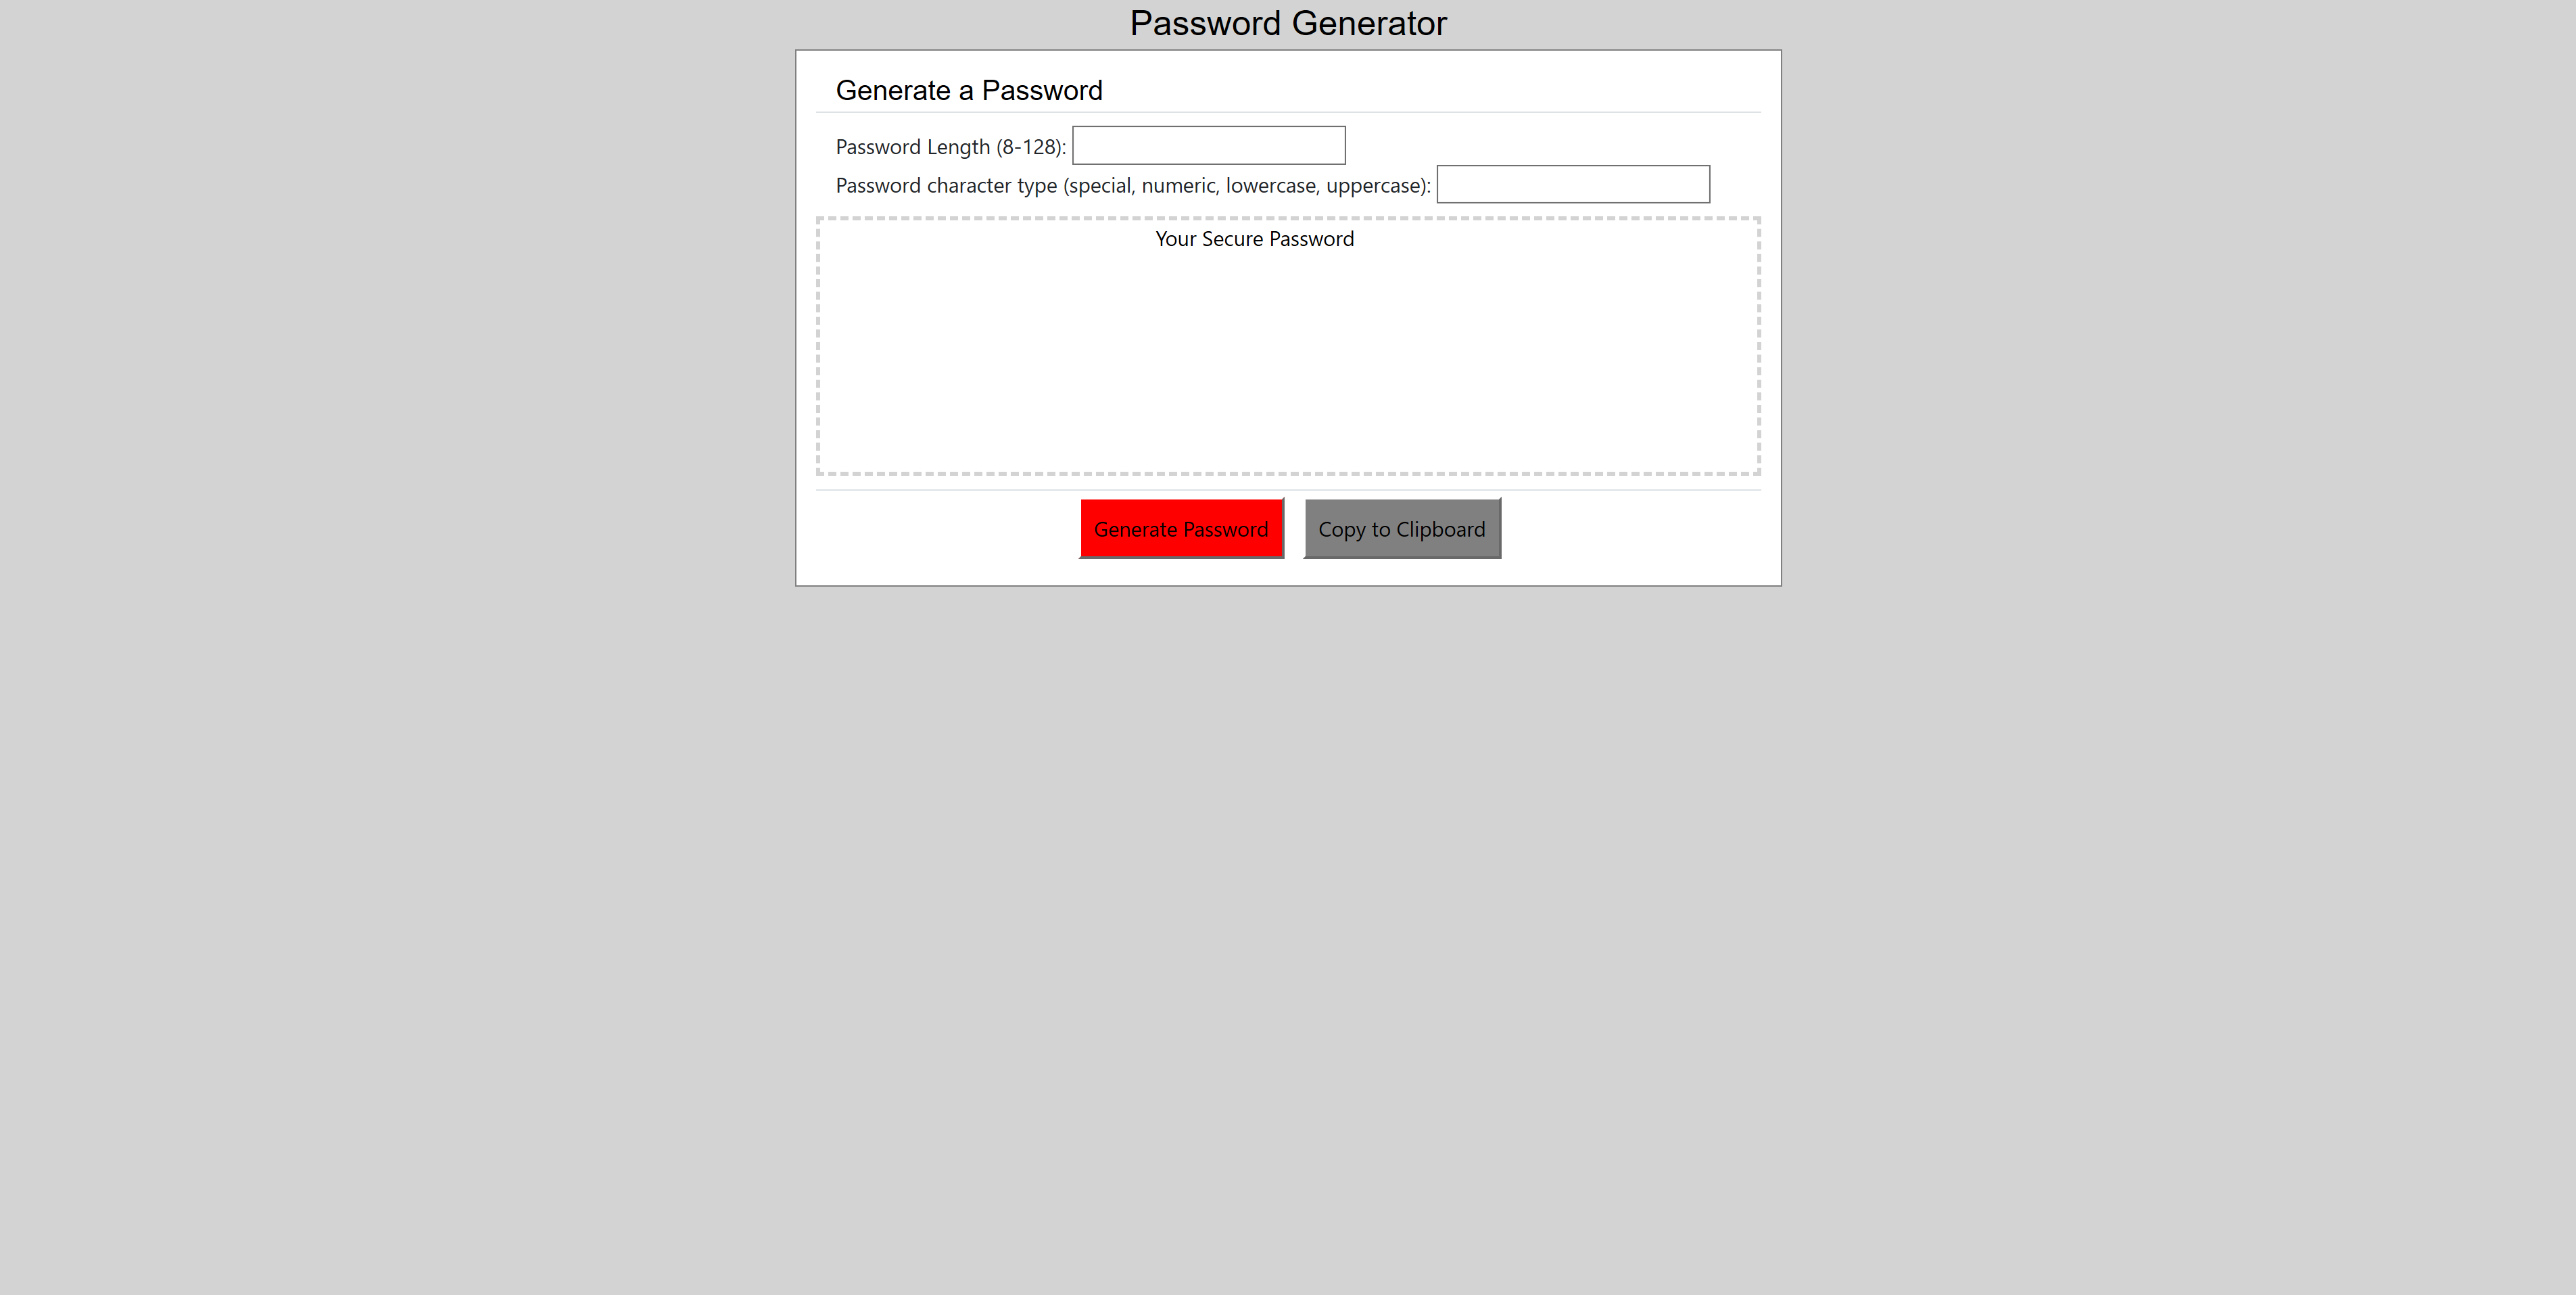 Password Generator
Generate a Password
Password Length (8-128):
Password character type (special, numeric, lowercase, uppercase):
Your Secure Password
Generate Password Copy to Clipboard